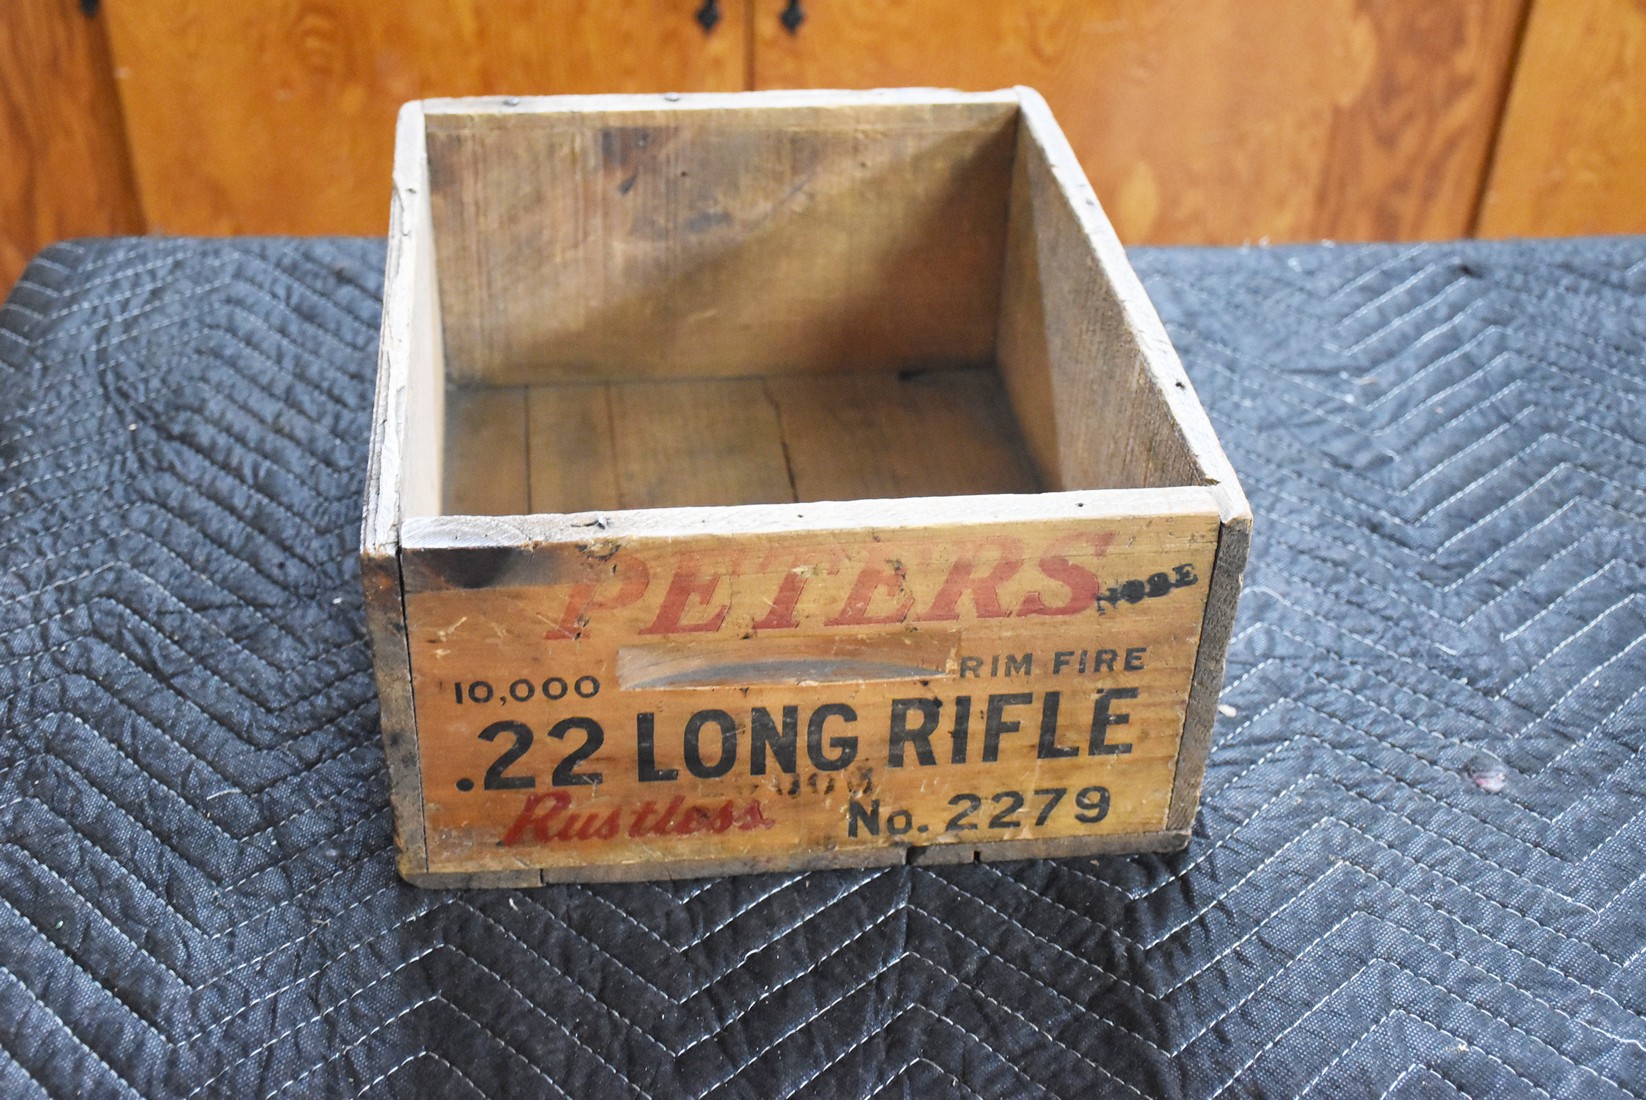 PETERS
10,000 RIM FIRE
.22 LONG RIFLE
Rustless No. 2279